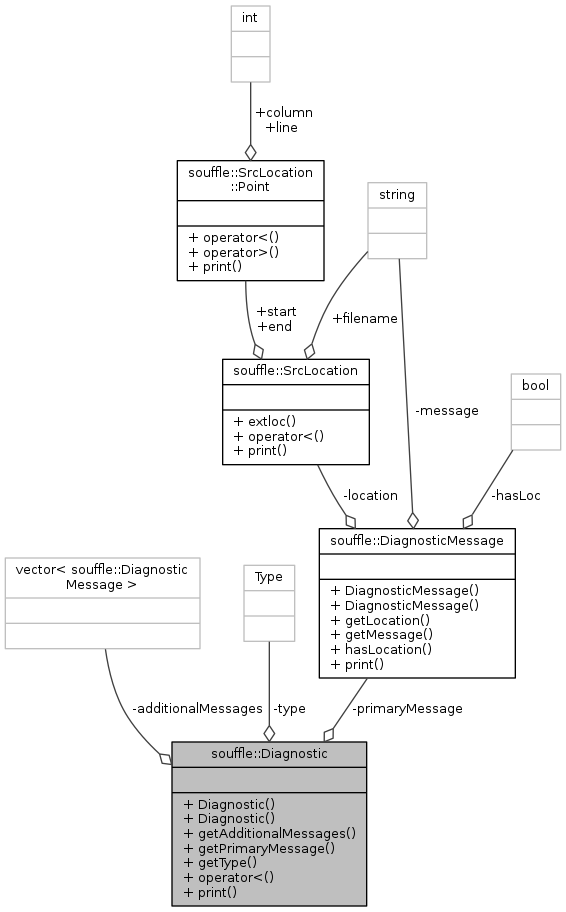 int
+column
+line
souffle::SrcLocation
::Point
+ operator<()
+ operator>()
+ print()
string
+start
+end
+filename
souffle::SrcLocation
+ extloc()
+ operator<()
+ print()
bool
-message
-location
-hasLoc
souffle::DiagnosticMessage
+ DiagnosticMessage()
+ DiagnosticMessage()
+ getLocation()
+ getMessage()
+ hasLocation()
+ print()
vector< souffle::Diagnostic
Message >
Type
-additionalMessages
-type
-primaryMessage
souffle::Diagnostic
+ Diagnostic()
+ Diagnostic()
+ getAdditionalMessages()
+ getPrimaryMessage()
+ getType()
+ operator<()
+ print()